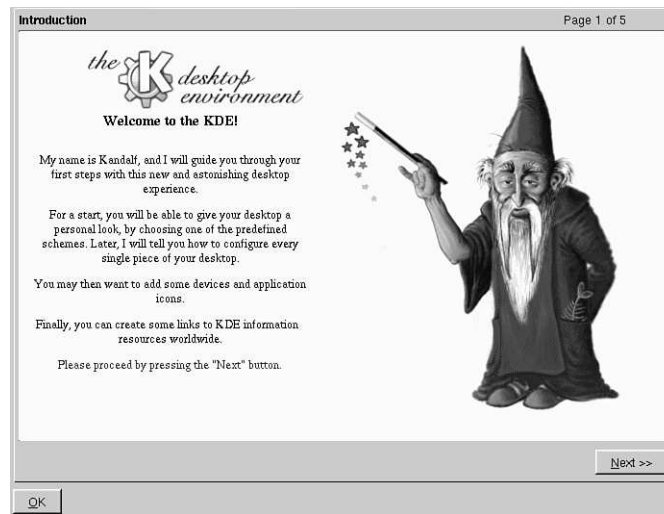 Introduction
Page 1 of 5
the K desktop
environment
Welcome to the KDE!
My name is Kandalf, and I will guide you through your
first steps with this new and astonishing desktop
experience.
For a start, you will be able to give your desktop a
personal look, by choosing one of the predefined
schemes. Later, I will tell you how to configure every
single piece of your desktop.
You may then want to add some devices and application
icons.
Finally, you can create some links to KDE information
resources worldwide.
Please proceed by pressing the "Next" button.
Next >>
OK